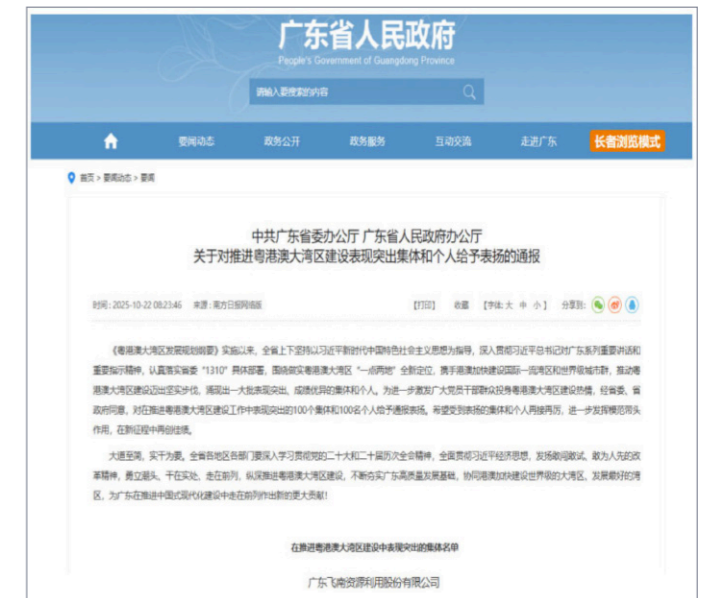 广东省人民政府
People's Government of Guangdong Province
请输入要搜索的内容
要闻动态 政务公开 政务服务 互动交流 走进广东 长者浏览模式
首页 > 要闻动态 > 要闻
中共广东省委办公厅 广东省人民政府办公厅
关于对推进粤港澳大湾区建设表现突出集体和个人给予表扬的通报
时间：2025-10-22 08:23:46 来源：南方日报网络版 【打印】 收藏 【字体：大 中 小】 分享到：
《粤港澳大湾区发展规划纲要》实施以来，全省上下坚持以习近平新时代中国特色社会主义思想为指导，深入贯彻习近平总书记对广东系列重要讲话和
重要指示精神，认真落实省委“1310”具体部署，围绕做实粤港澳大湾区“一点两地”全新定位，携手港澳加快建设国际一流湾区和世界级城市群，推动粤
港澳大湾区建设迈出坚实步伐，涌现出一大批表现突出、成绩优异的集体和个人。为进一步激发广大党员干部群众投身粤港澳大湾区建设热情，经省委、省
政府同意，对在推进粤港澳大湾区建设工作中表现突出的100个集体和100名个人给予通报表扬。希望受到表扬的集体和个人再接再厉，进一步发挥模范带头
作用，在新征程中再创佳绩。
大道至简，实干为要。全省各地区各部门要深入学习贯彻党的二十大和二十届历次全会精神，全面贯彻习近平经济思想，发扬敢闯敢试、敢为人先的改
革精神，勇立潮头、干在实处、走在前列，纵深推进粤港澳大湾区建设，不断夯实广东高质量发展基础，协同港澳加快建设世界级的大湾区、发展最好的湾
区，为广东在推进中国式现代化建设中走在前列作出新的更大贡献！
在推进粤港澳大湾区建设中表现突出的集体名单
广东飞南资源利用股份有限公司